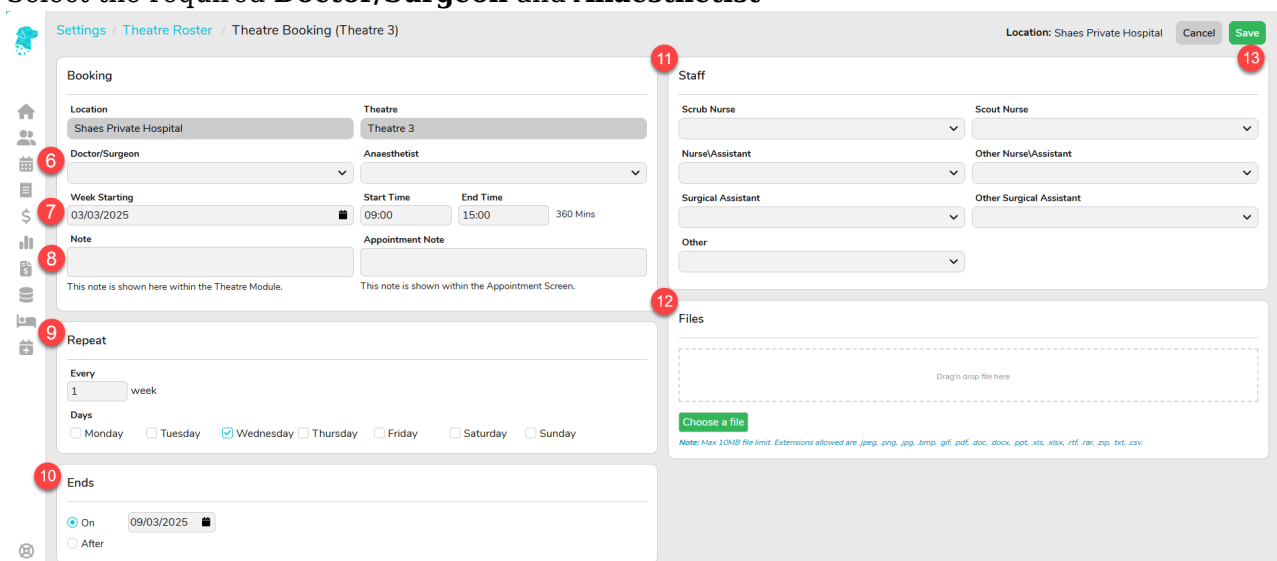 Select the required Doctor/Surgeon and Anaesthetist
Settings / Theatre Roster / Theatre Booking (Theatre 3)
Location: Shaes Private Hospital
Cancel
Save
13
Booking
Location
Theatre
Shaes Private Hospital
Theatre 3
6
Doctor/Surgeon
Anaesthetist
7
Week Starting
Start Time
End Time
03/03/2025
09:00
15:00
360 Mins
8
Note
Appointment Note
This note is shown here within the Theatre Module.
This note is shown within the Appointment Screen.
9
Repeat
Every
1 week
Days
Monday Tuesday Wednesday Thursday Friday Saturday Sunday
10
Ends
On 09/03/2025
After
11
Staff
Scrub Nurse
Scout Nurse
Nurse\Assistant
Other Nurse\Assistant
Surgical Assistant
Other Surgical Assistant
Other
12
Files
Drag'n drop file here
Choose a file
Note: Max 10MB file limit. Extensions allowed are .jpeg, .png, .jpg, .bmp, .gif, .pdf, .doc, .docx, .ppt, .xls, .xlsx, .rtf, .rar, .zip, .txt, .csv.
$